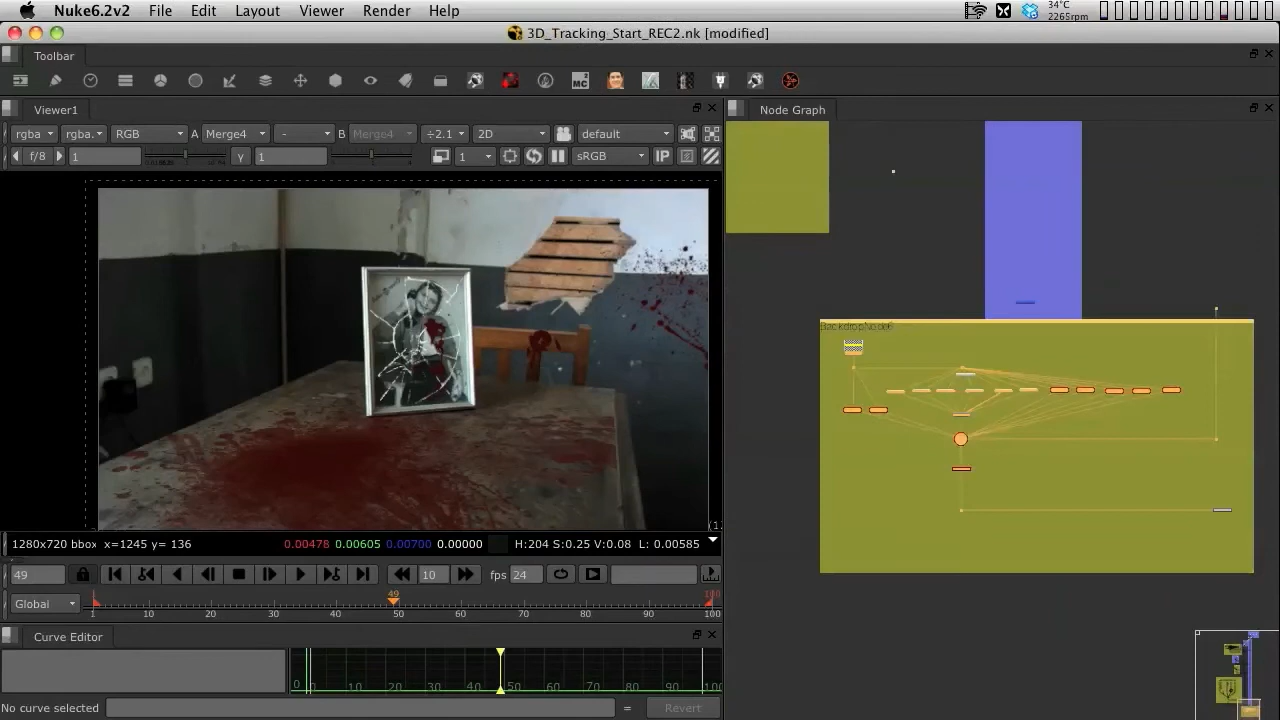 Nuke6.2v2 File Edit Layout Viewer Render Help
34°C
2265rpm
3D_Tracking_Start_REC2.nk [modified]
Toolbar
MC
Viewer1
rgba rgba. RGB A Merge4 - B Merge4 ÷2.1 2D default
f/8 1 Y 1 1 sRGB IP
1280x720 bbox x=1245 y= 136 0.00478 0.00605 0.00700 0.00000 H:204 S:0.25 V:0.08 L: 0.00585
49 10 fps 24
Global
49 100
1 10 20 30 40 50 60 70 80 90 100
Curve Editor
0 10 20 30 40 50 60 70 80 90 100
No curve selected = Revert
Node Graph
BackdropNode6